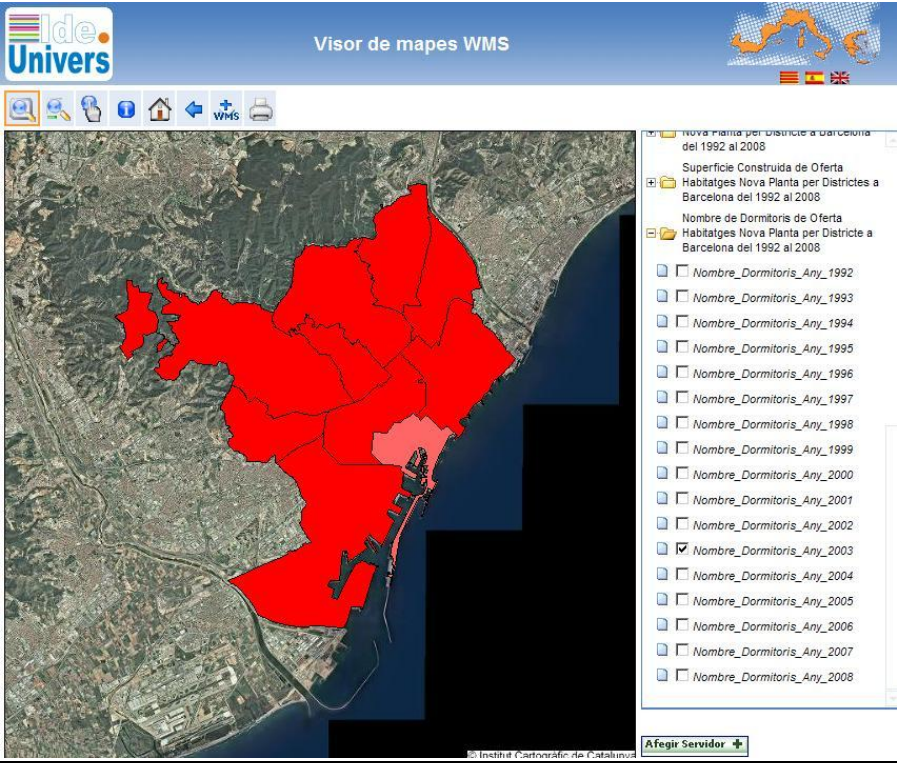 Ide.
Univers
Visor de mapes WMS
WMS
Nova Planta per Districte a Barcelona
del 1992 al 2008
Superfície Construida de Oferta
Habitatges Nova Planta per Districtes a
Barcelona del 1992 al 2008
Nombre de Dormitoris de Oferta
Habitatges Nova Planta per Districte a
Barcelona del 1992 al 2008
Nombre_Dormitoris_Any_1992
Nombre_Dormitoris_Any_1993
Nombre_Dormitoris_Any_1994
Nombre_Dormitoris_Any_1995
Nombre_Dormitoris_Any_1996
Nombre_Dormitoris_Any_1997
Nombre_Dormitoris_Any_1998
Nombre_Dormitoris_Any_1999
Nombre_Dormitoris_Any_2000
Nombre_Dormitoris_Any_2001
Nombre_Dormitoris_Any_2002
Nombre_Dormitoris_Any_2003
Nombre_Dormitoris_Any_2004
Nombre_Dormitoris_Any_2005
Nombre_Dormitoris_Any_2006
Nombre_Dormitoris_Any_2007
Nombre_Dormitoris_Any_2008
© Institut Cartogràfic de Catalunya
Afegir Servidor +